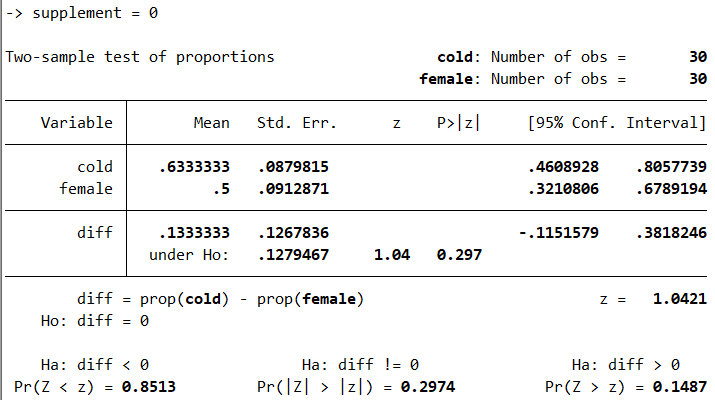 -> supplement = 0
Two-sample test of proportions cold: Number of obs = 30
female: Number of obs = 30
Variable Mean Std. Err. z P>|z| [95% Conf. Interval]
cold .6333333 .0879815 .4608928 .8057739
female .5 .0912871 .3210806 .6789194
diff .1333333 .1267836 -.1151579 .3818246
under Ho: .1279467 1.04 0.297
diff = prop(cold) - prop(female) z = 1.0421
Ho: diff = 0
Ha: diff < 0 Ha: diff != 0 Ha: diff > 0
Pr(Z < z) = 0.8513 Pr(|Z| > |z|) = 0.2974 Pr(Z > z) = 0.1487